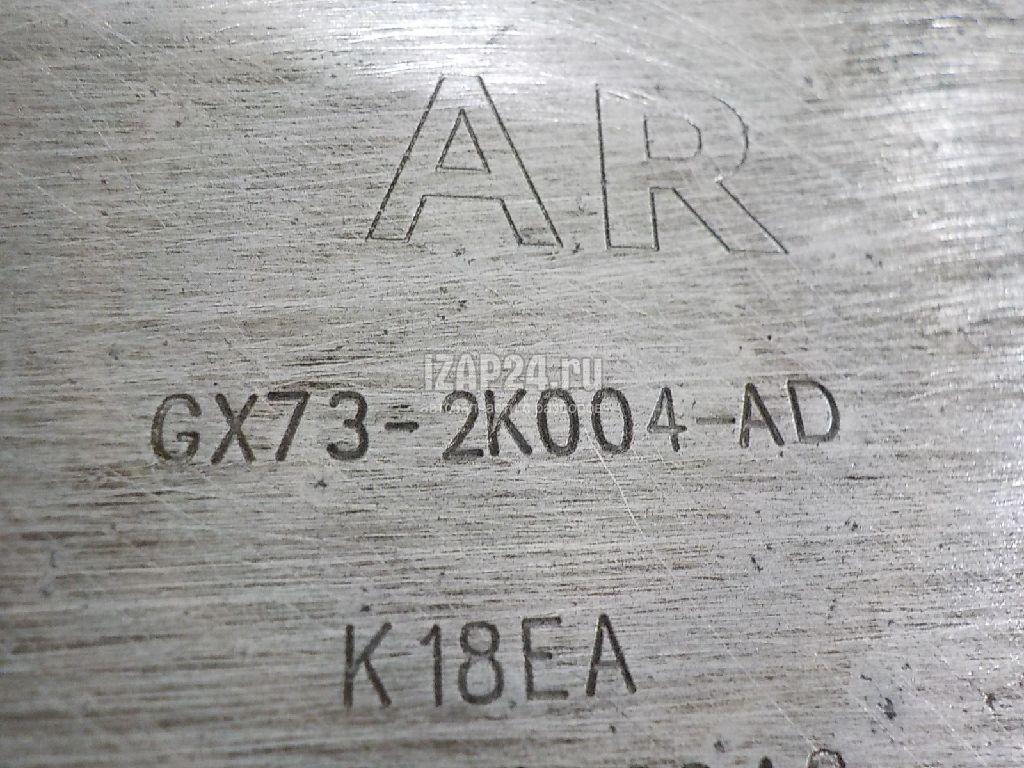 AR
IZAP24.ru
GX73-2K004-AD
K18EA